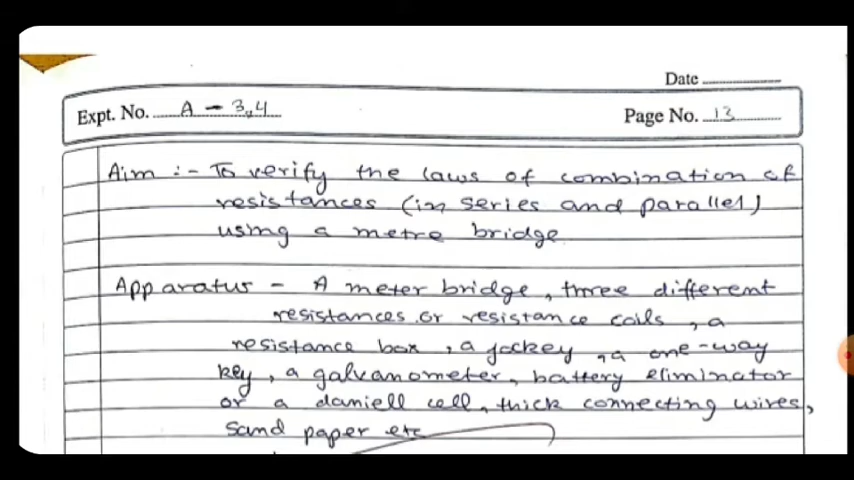 Date
Expt. No. A - 3,4
Page No. 13
Aim :- To verify the laws of combination of
resistances (in series and parallel)
using a metre bridge
Apparatus - A meter bridge, three different
resistances or resistance coils, a
resistance box, a jockey, a one-way
key, a galvanometer, battery eliminator
or a daniell cell, thick connecting wires,
sand paper etc